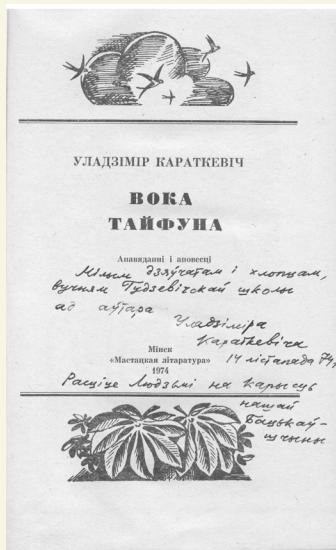 УЛАДЗІМІР КАРАТКЕВІЧ
ВОКА
ТАЙФУНА
Апавяданні і аповесці
Мілым дзяўчатам і хлопцам,
вучням Гудзевіцкай школы
ад аўтара
Уладзіміра
Караткевіча
Мінск
«Мастацкая літаратура»
14 лістапада 74 г.
1974
Расціце Людзьмі на карысць
нашай
Бацькаў-
шчыны